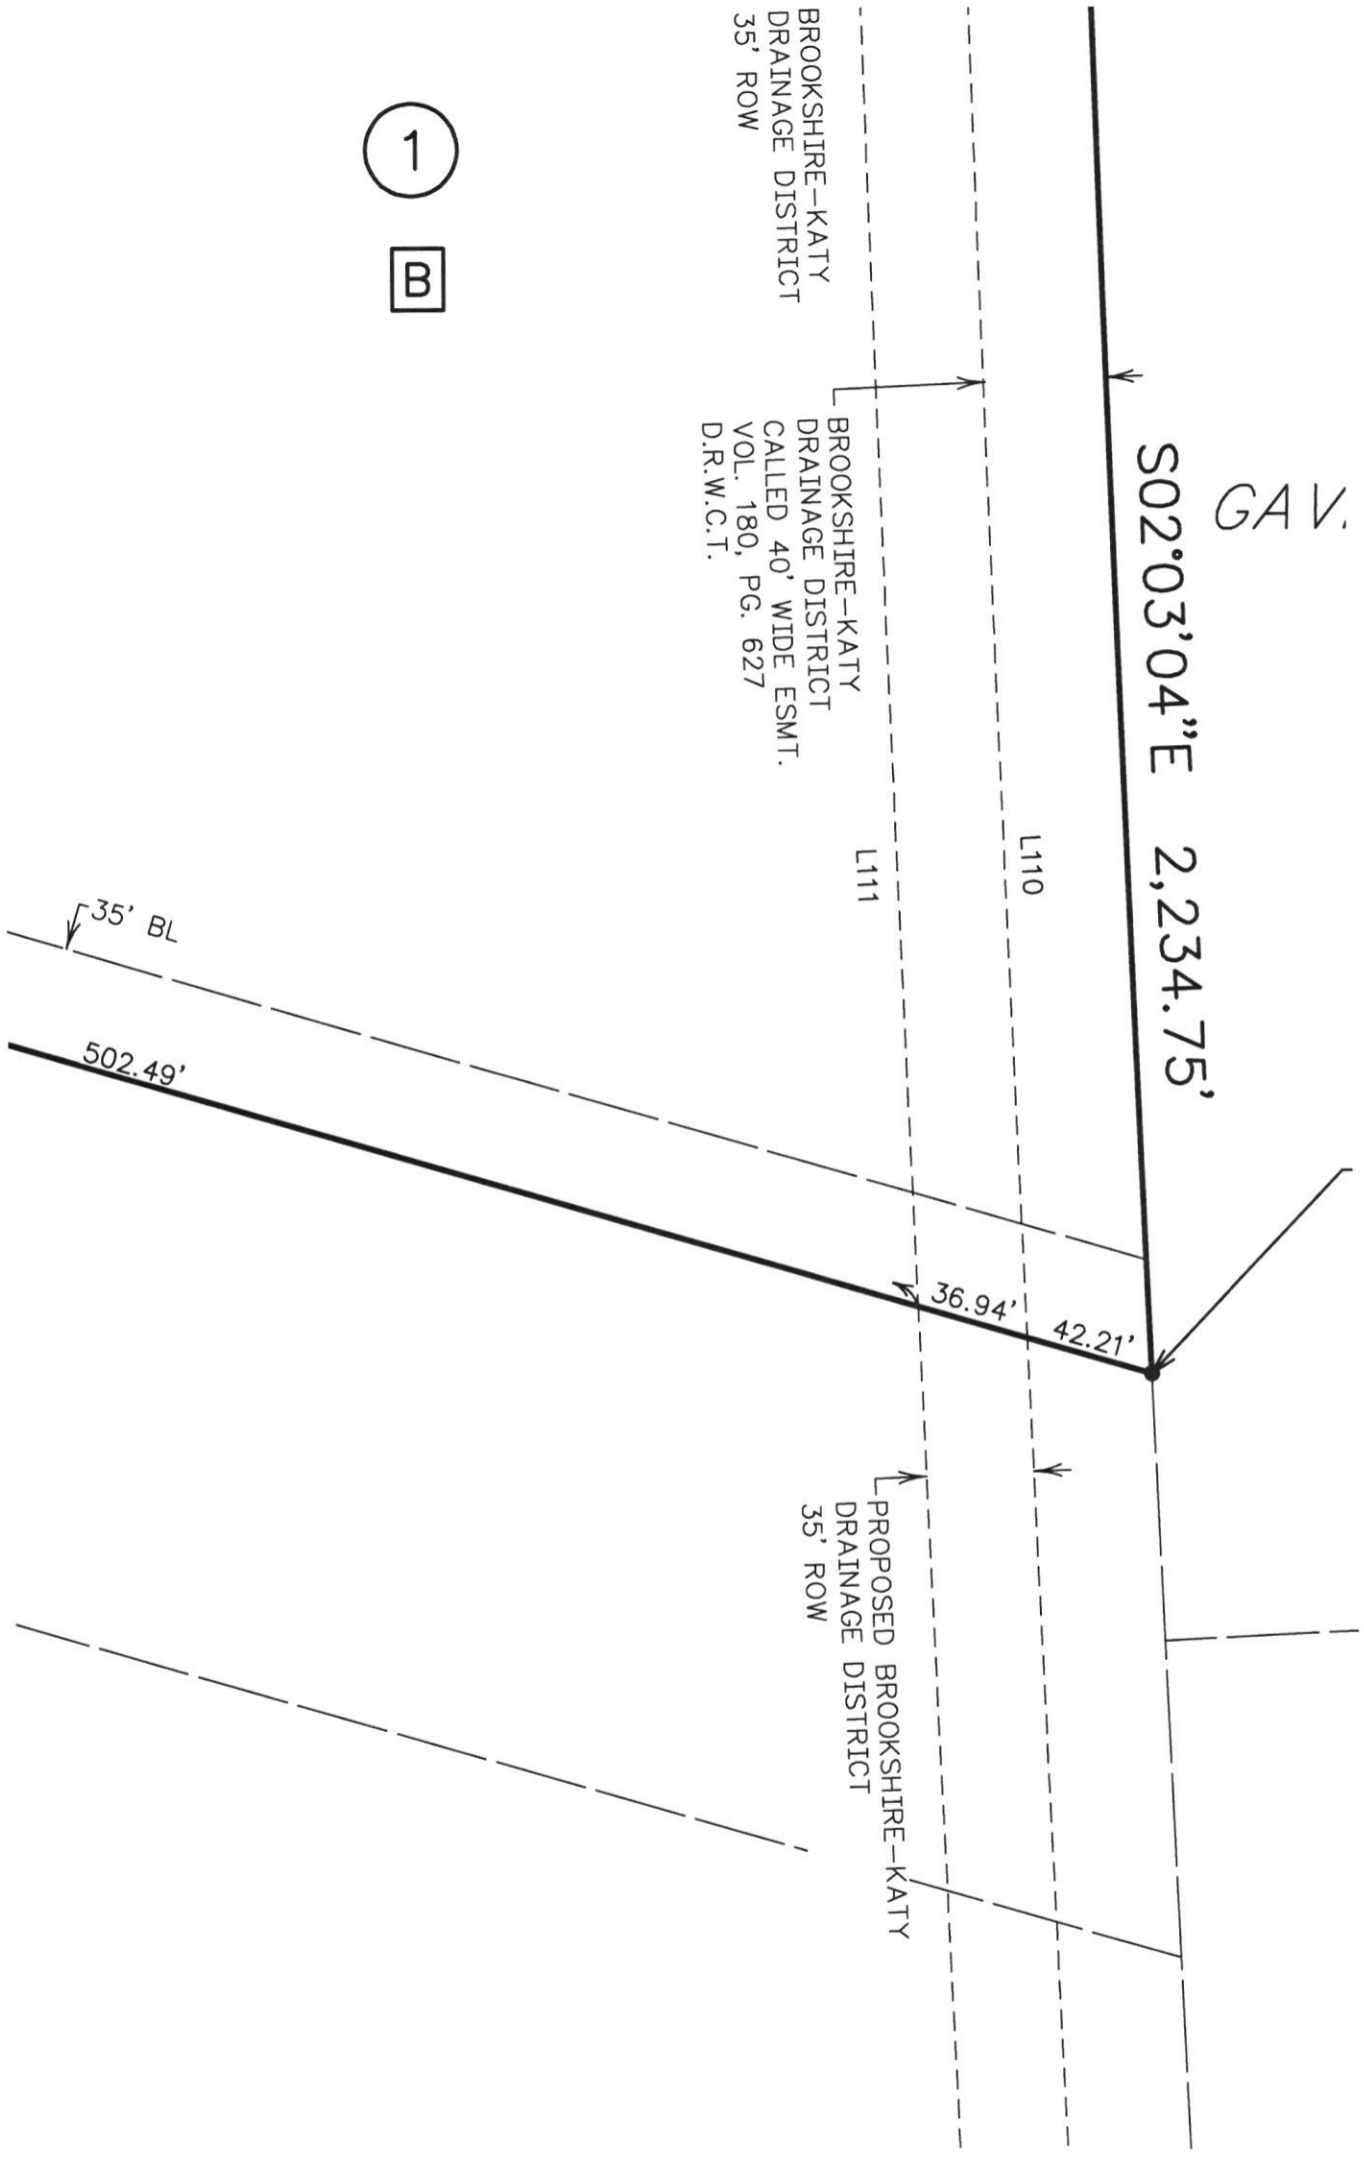 BROOKSHIRE-KATY
DRAINAGE DISTRICT
35' ROW
1
B
BROOKSHIRE-KATY
DRAINAGE DISTRICT
CALLED 40' WIDE ESMT.
VOL. 180, PG. 627
D.R.W.C.T.
GAV.
S02°03'04"E 2,234.75'
L110
L111
35' BL
502.49'
36.94'
42.21'
PROPOSED BROOKSHIRE-KATY
DRAINAGE DISTRICT
35' ROW